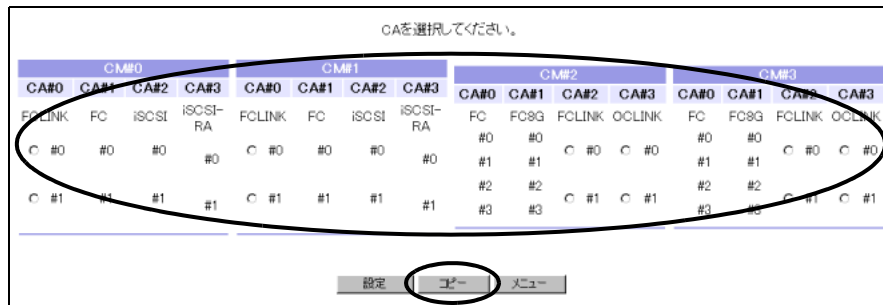 CAを選択してください。
CM#0 CM#1 CM#2 CM#3
CA#0 CA#1 CA#2 CA#3 CA#0 CA#1 CA#2 CA#3 CA#0 CA#1 CA#2 CA#3 CA#0 CA#1 CA#2 CA#3
FCLINK FC iSCSI iSCSI-RA FCLINK FC iSCSI iSCSI-RA FC FC8G FCLINK OCLINK FC FC8G FCLINK OCLINK
#0 #0 #0 #0 #0 #0 #0 #0 #0 #0 #0 #0 #0 #0 #0 #0
#1 #1 #1 #1
#1 #1 #1 #1 #1 #1 #1 #1 #2 #2 #1 #1 #2 #2 #1 #1
#3 #3 #3 #3
設定 コピー メニュー